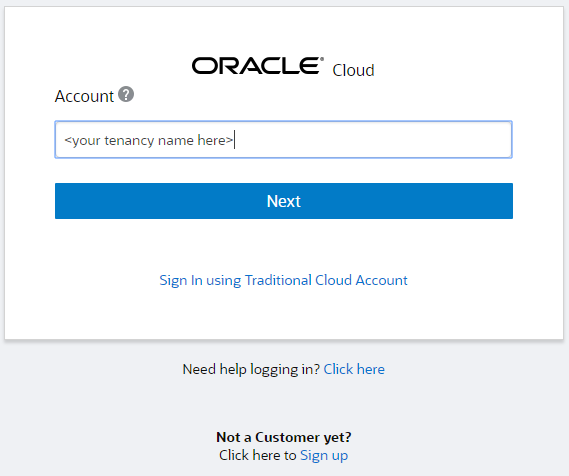 ORACLE® Cloud
Account ?
<your tenancy name here>
Next
Sign In using Traditional Cloud Account
Need help logging in? Click here
Not a Customer yet?
Click here to Sign up